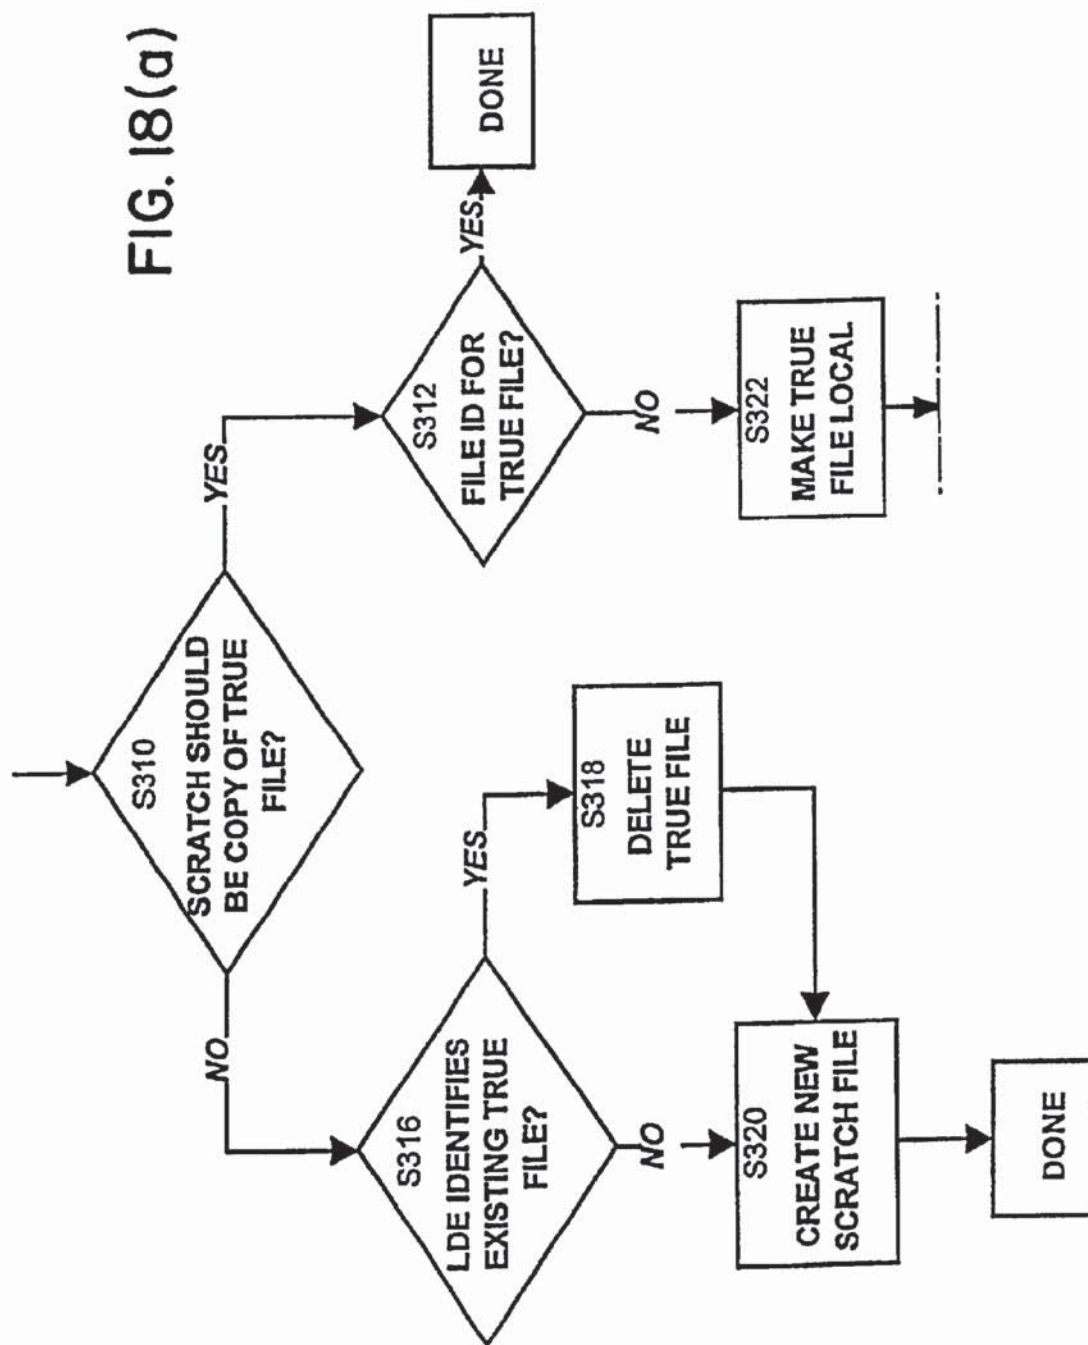 FIG. 18(a)
S310
SCRATCH SHOULD
BE COPY OF TRUE
FILE?
NO
YES
S316
LDE IDENTIFIES
EXISTING TRUE
FILE?
YES
NO
S318
DELETE
TRUE FILE
S320
CREATE NEW
SCRATCH FILE
DONE
S312
FILE ID FOR
TRUE FILE?
YES
DONE
NO
S322
MAKE TRUE
FILE LOCAL